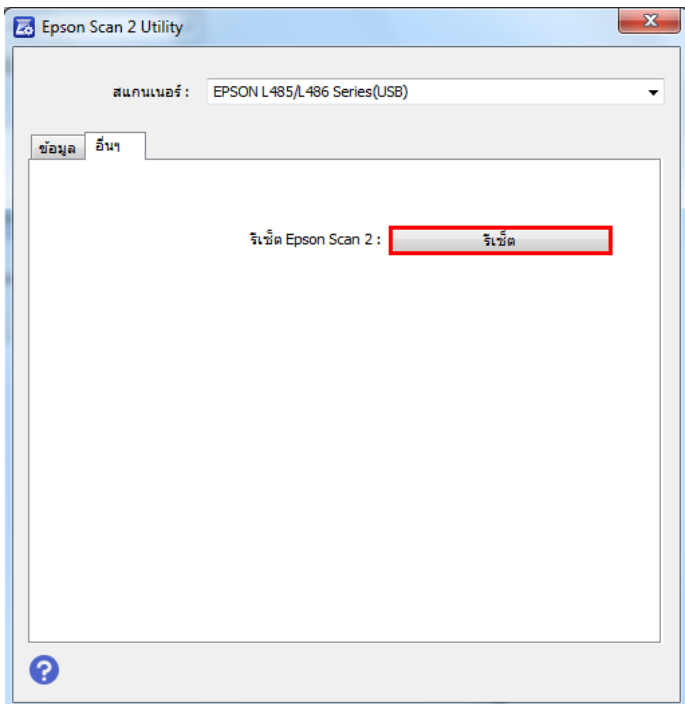 Epson Scan 2 Utility
สแกนเนอร์ : EPSON L485/L486 Series(USB)
ข้อมูล อื่นๆ
รีเซ็ต Epson Scan 2 : รีเซ็ต
?